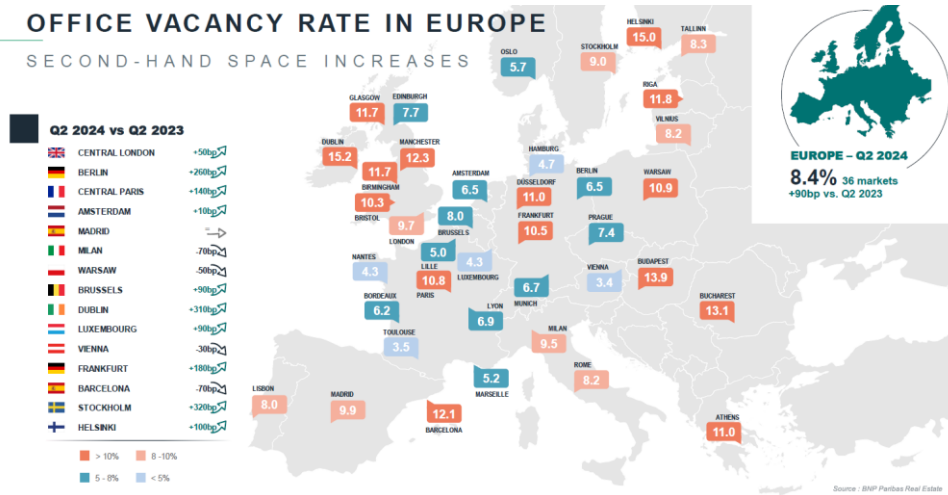 OFFICE VACANCY RATE IN EUROPE
SECOND-HAND SPACE INCREASES
Q2 2024 vs Q2 2023
CENTRAL LONDON +50bp
BERLIN +260bp
CENTRAL PARIS +140bp
AMSTERDAM +10bp
MADRID =
MILAN -70bp
WARSAW -50bp
BRUSSELS +90bp
DUBLIN +310bp
LUXEMBOURG +90bp
VIENNA -30bp
FRANKFURT +180bp
BARCELONA -70bp
STOCKHOLM +320bp
HELSINKI +100bp
> 10%
8 -10%
5 - 8%
< 5%
HELSINKI
15.0
TALLINN
8.3
OSLO
5.7
STOCKHOLM
9.0
RIGA
11.8
VILNIUS
8.2
GLASGOW
11.7
EDINBURGH
7.7
DUBLIN
15.2
MANCHESTER
12.3
11.7
BIRMINGHAM
10.3
BRISTOL
9.7
LONDON
HAMBURG
4.7
AMSTERDAM
6.5
DÜSSELDORF
11.0
BERLIN
6.5
WARSAW
10.9
8.0
BRUSSELS
FRANKFURT
10.5
PRAGUE
7.4
5.0
LILLE
4.3
LUXEMBOURG
NANTES
4.3
10.8
PARIS
6.7
MUNICH
VIENNA
3.4
BUDAPEST
13.9
BUCHAREST
13.1
BORDEAUX
6.2
LYON
6.9
TOULOUSE
3.5
MILAN
9.5
5.2
MARSEILLE
ROME
8.2
LISBON
8.0
MADRID
9.9
12.1
BARCELONA
ATHENS
11.0
EUROPE – Q2 2024
8.4% 36 markets
+90bp vs. Q2 2023
Source : BNP Paribas Real Estate